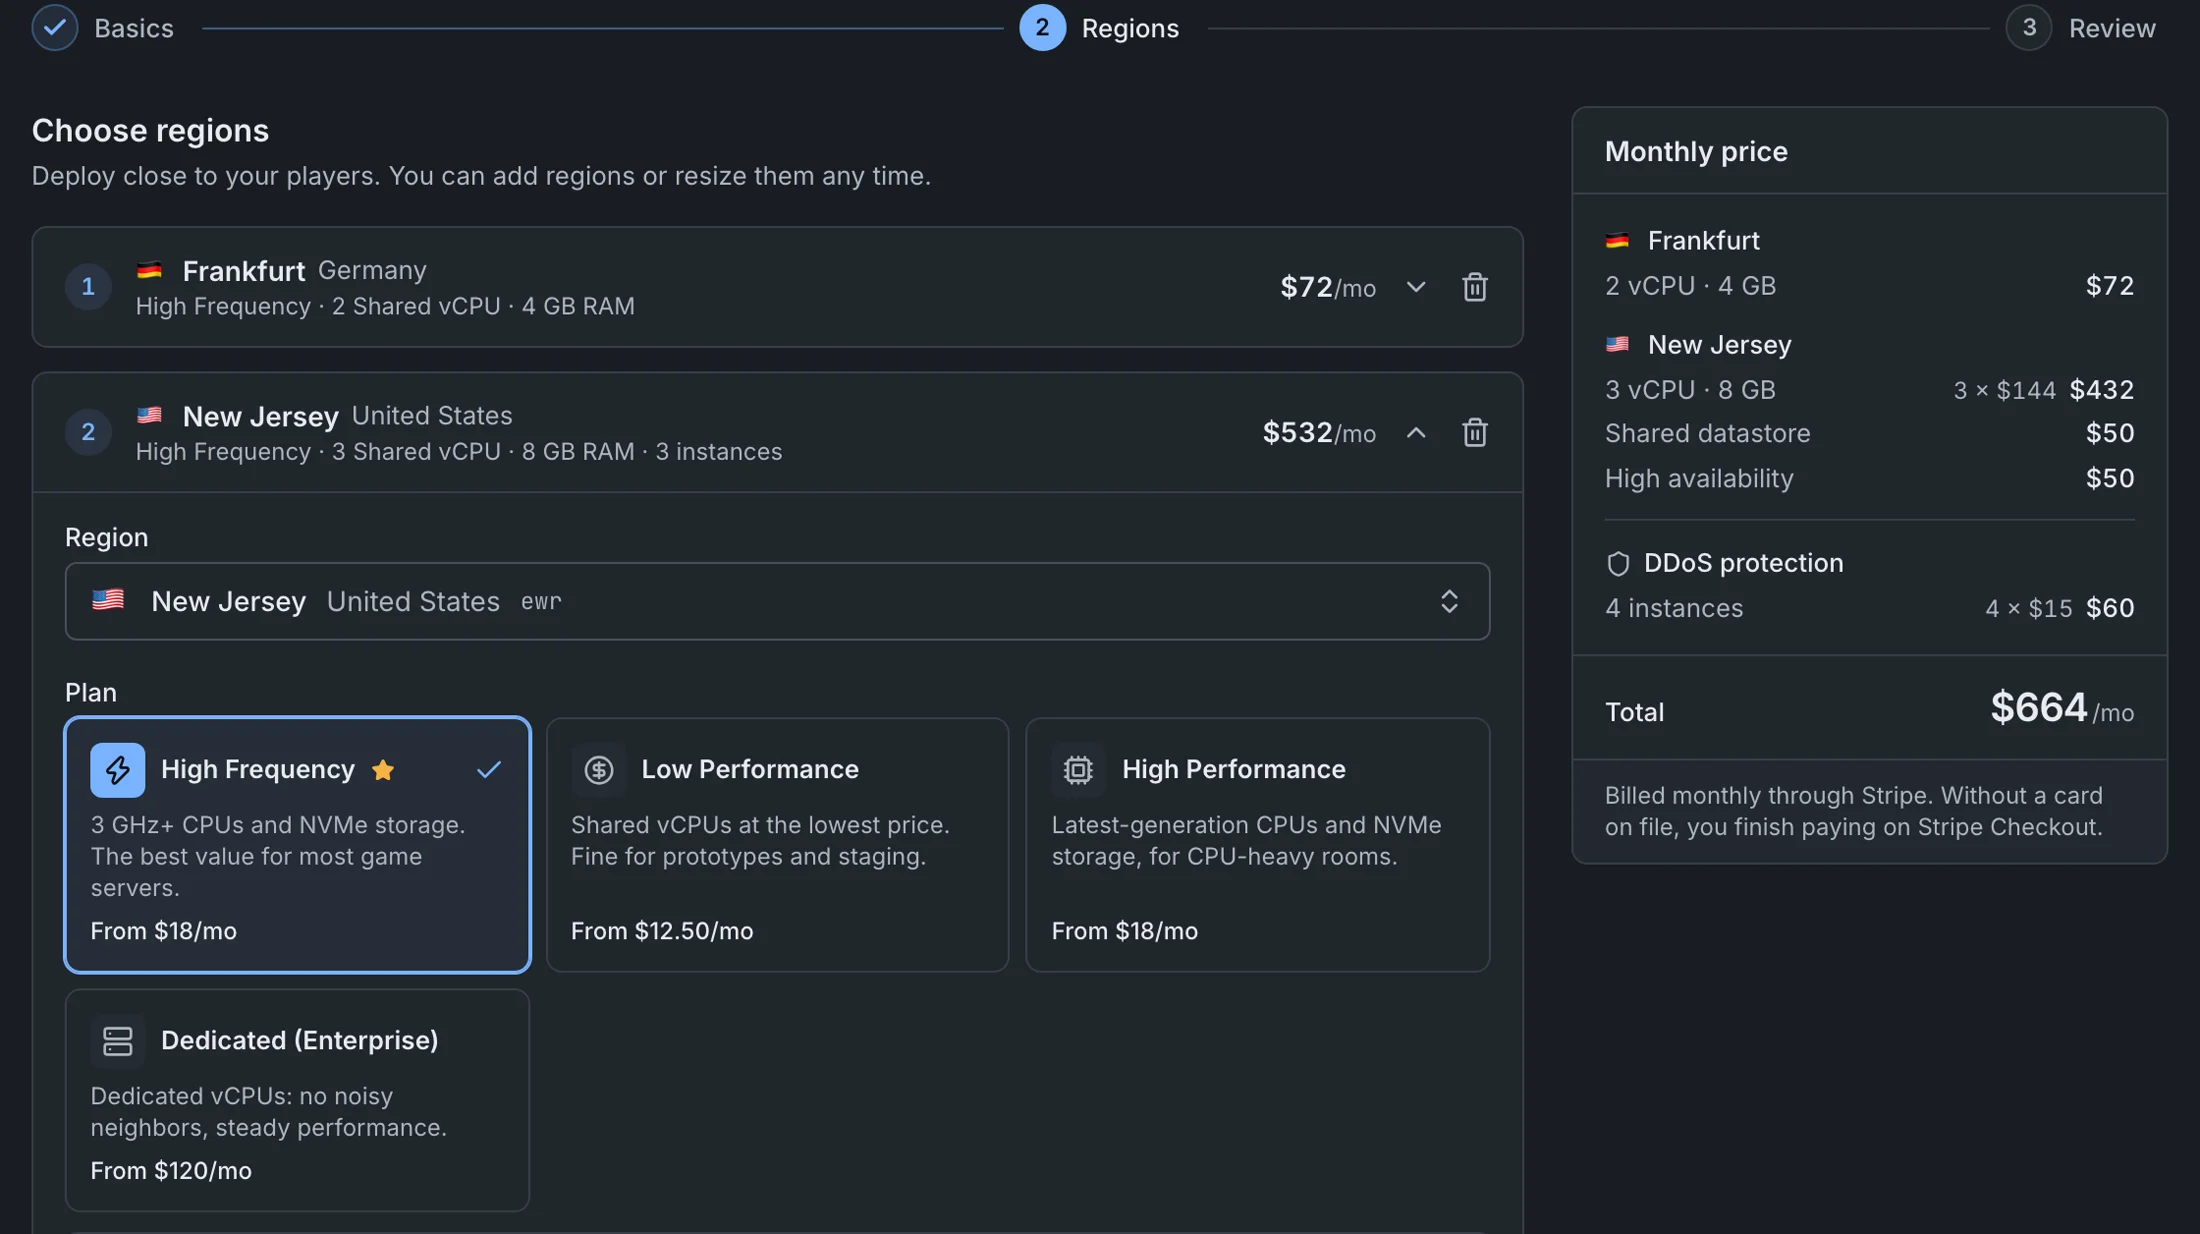 Basics
2 Regions
3 Review
Choose regions
Deploy close to your players. You can add regions or resize them any time.
1
Frankfurt Germany
High Frequency · 2 Shared vCPU · 4 GB RAM
$72/mo
2
New Jersey United States
High Frequency · 3 Shared vCPU · 8 GB RAM · 3 instances
$532/mo
Region
New Jersey United States ewr
Plan
High Frequency
3 GHz+ CPUs and NVMe storage.
The best value for most game
servers.
From $18/mo
Low Performance
Shared vCPUs at the lowest price.
Fine for prototypes and staging.
From $12.50/mo
High Performance
Latest-generation CPUs and NVMe
storage, for CPU-heavy rooms.
From $18/mo
Dedicated (Enterprise)
Dedicated vCPUs: no noisy
neighbors, steady performance.
From $120/mo
Monthly price
Frankfurt
2 vCPU · 4 GB $72
New Jersey
3 vCPU · 8 GB 3 × $144 $432
Shared datastore $50
High availability $50
DDoS protection
4 instances 4 × $15 $60
Total $664/mo
Billed monthly through Stripe. Without a card
on file, you finish paying on Stripe Checkout.